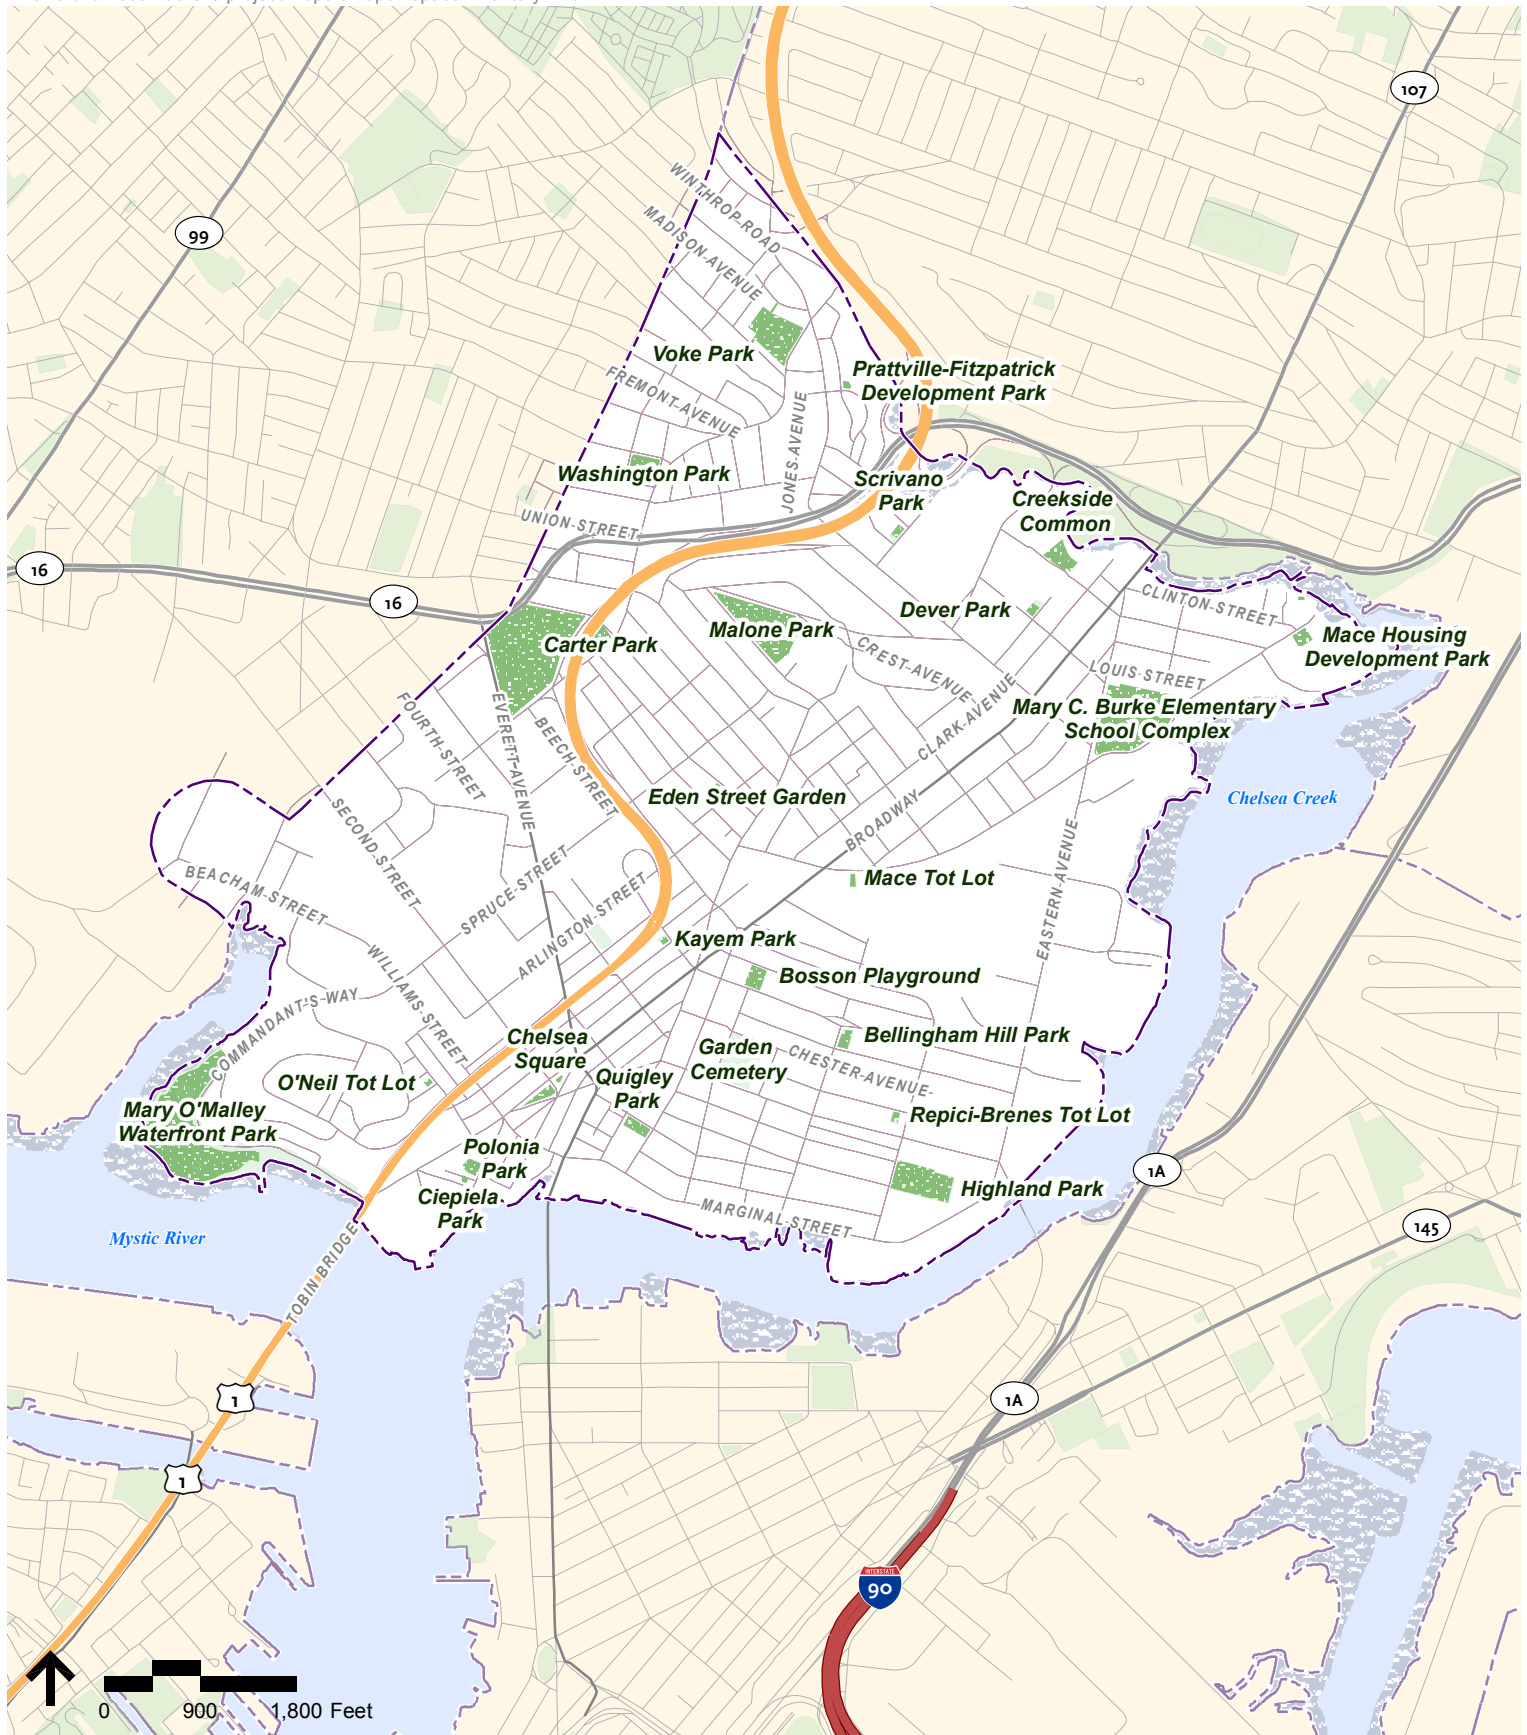 107
99
WINTHROP ROAD
MADISON AVENUE
Voke Park
Prattville-Fitzpatrick
Development Park
FREMONT AVENUE
JONES AVENUE
Washington Park
Scrivano
Park
Creekside
Common
UNION STREET
16
16
CLINTON STREET
Dever Park
Malone Park
Carter Park
Mace Housing
Development Park
CREST AVENUE
LOUIS STREET
CLARK AVENUE
Mary C. Burke Elementary
School Complex
FOURTH STREET
EVERETT AVENUE
BEECH STREET
Eden Street Garden
Chelsea Creek
SECOND STREET
BROADWAY
EASTERN AVENUE
BEACHAM STREET
SPRUCE STREET
Mace Tot Lot
ARLINGTON STREET
Kayem Park
WILLIAMS STREET
Bosson Playground
COMMANDANT'S WAY
Chelsea
Square
Bellingham Hill Park
Garden
Cemetery
CHESTER AVENUE
O'Neil Tot Lot
Quigley
Park
Mary O'Malley
Waterfront Park
Repici-Brenes Tot Lot
Polonia
Park
1A
Highland Park
Ciepiela
Park
MARGINAL STREET
145
Mystic River
TOBIN BRIDGE
1
1A
1
INTERSTATE
90
0 900 1,800 Feet